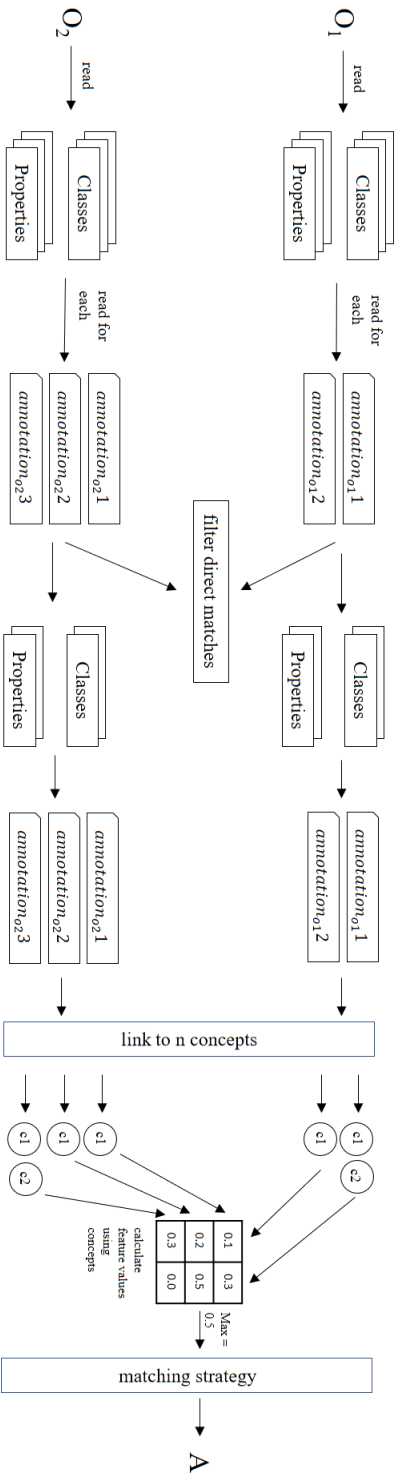 O1
read
Classes
Properties
read for
each
annotation_o1 1
annotation_o1 2
Classes
Properties
annotation_o1 1
annotation_o1 2
c1 c2
c1
filter direct matches
link to n concepts
0.1 0.3
0.2 0.5
0.3 0.0
Max =
0.5
calculate
feature values
using
concepts
matching strategy
A
O2
read
Classes
Properties
read for
each
annotation_o2 1
annotation_o2 2
annotation_o2 3
Classes
Properties
annotation_o2 1
annotation_o2 2
annotation_o2 3
c1
c1
c1 c2